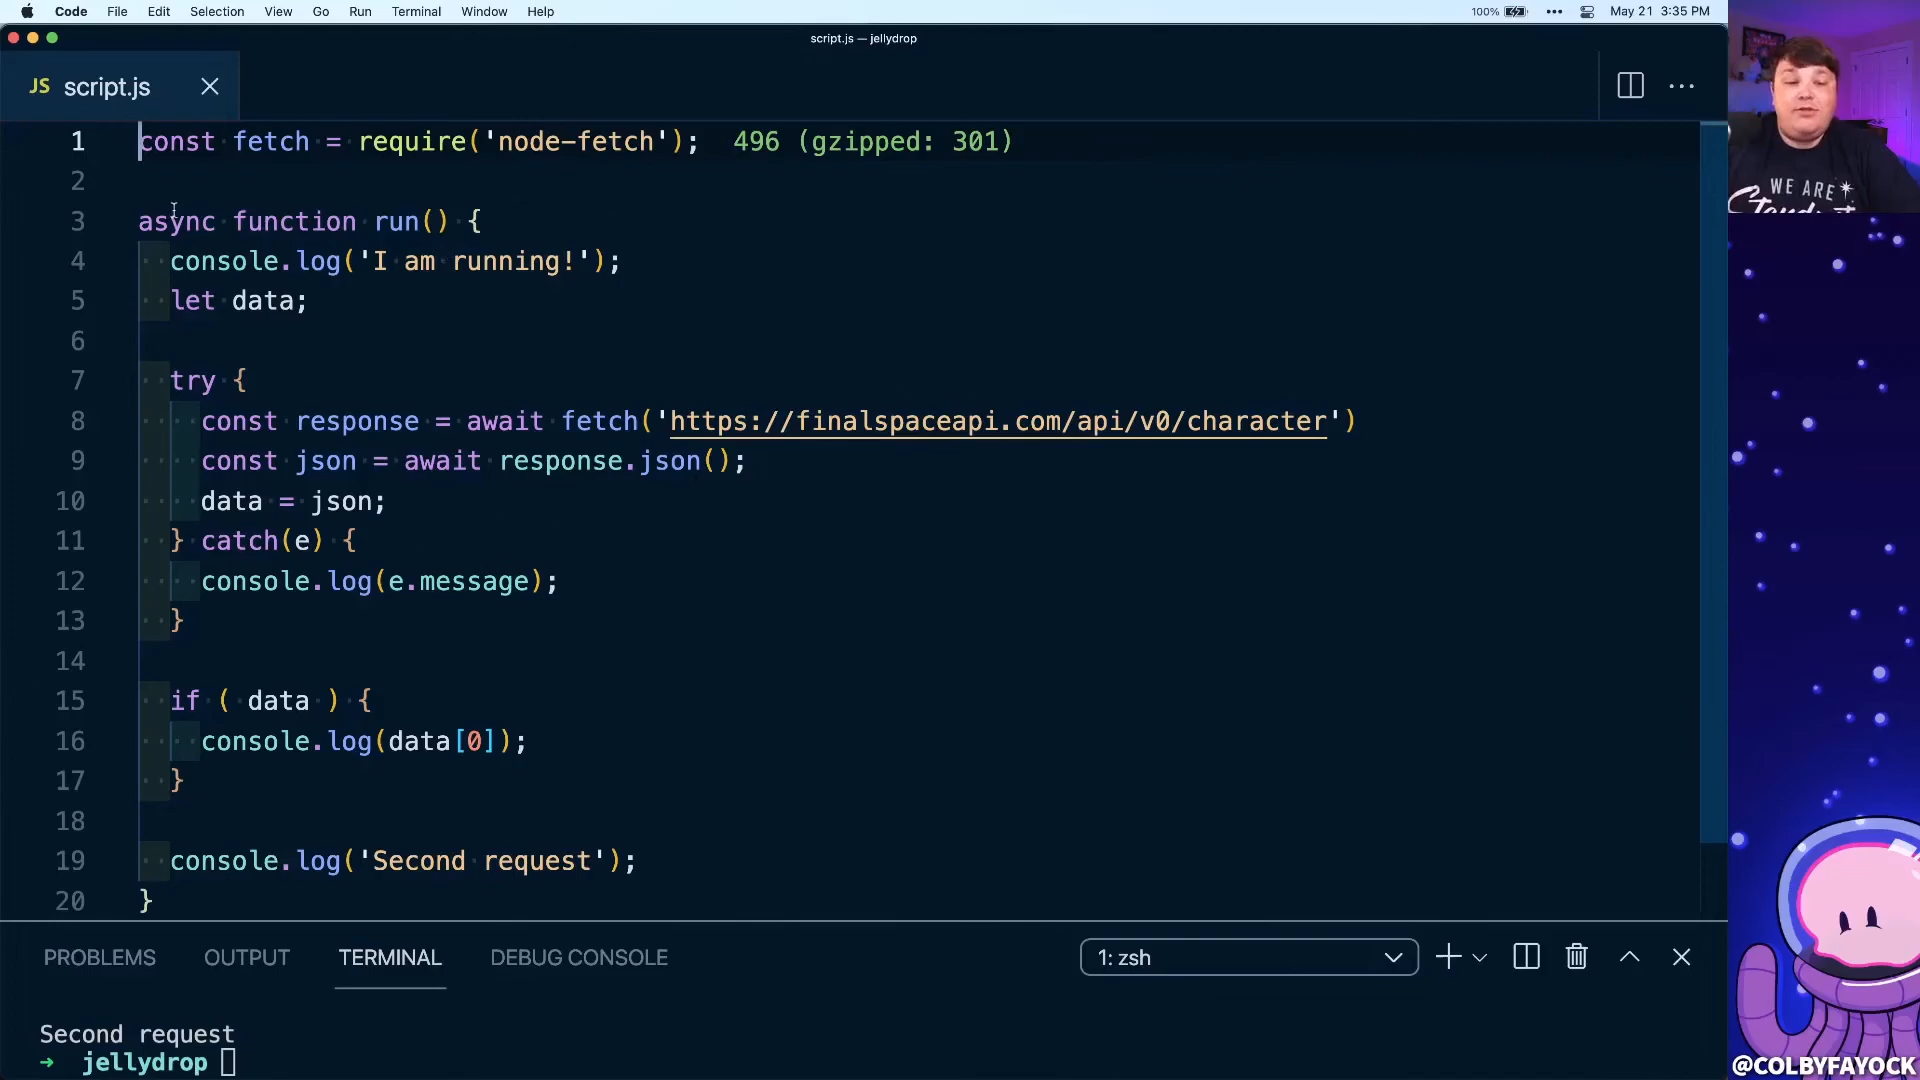 Code File Edit Selection View Go Run Terminal Window Help 100% May 21 3:35 PM
script.js — jellydrop
JS script.js
1 const fetch = require('node-fetch'); 496 (gzipped: 301)
2
3 async function run() {
4 console.log('I am running!');
5 let data;
6
7 try {
8 const response = await fetch('https://finalspaceapi.com/api/v0/character')
9 const json = await response.json();
10 data = json;
11 } catch(e) {
12 console.log(e.message);
13 }
14
15 if ( data ) {
16 console.log(data[0]);
17 }
18
19 console.log('Second request');
20 }
PROBLEMS OUTPUT TERMINAL DEBUG CONSOLE 1: zsh
Second request
➜ jellydrop
WE ARE
@COLBYFAYOCK